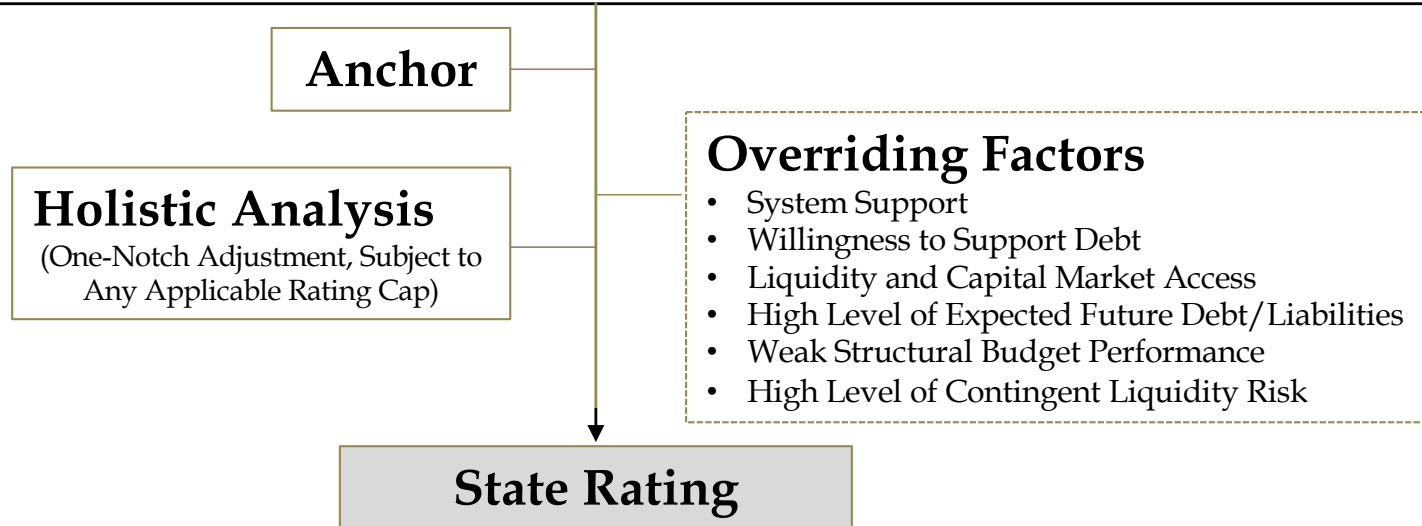 Anchor
Overriding Factors
• System Support
• Willingness to Support Debt
• Liquidity and Capital Market Access
• High Level of Expected Future Debt/Liabilities
• Weak Structural Budget Performance
• High Level of Contingent Liquidity Risk
Holistic Analysis
(One-Notch Adjustment, Subject to
Any Applicable Rating Cap)
State Rating